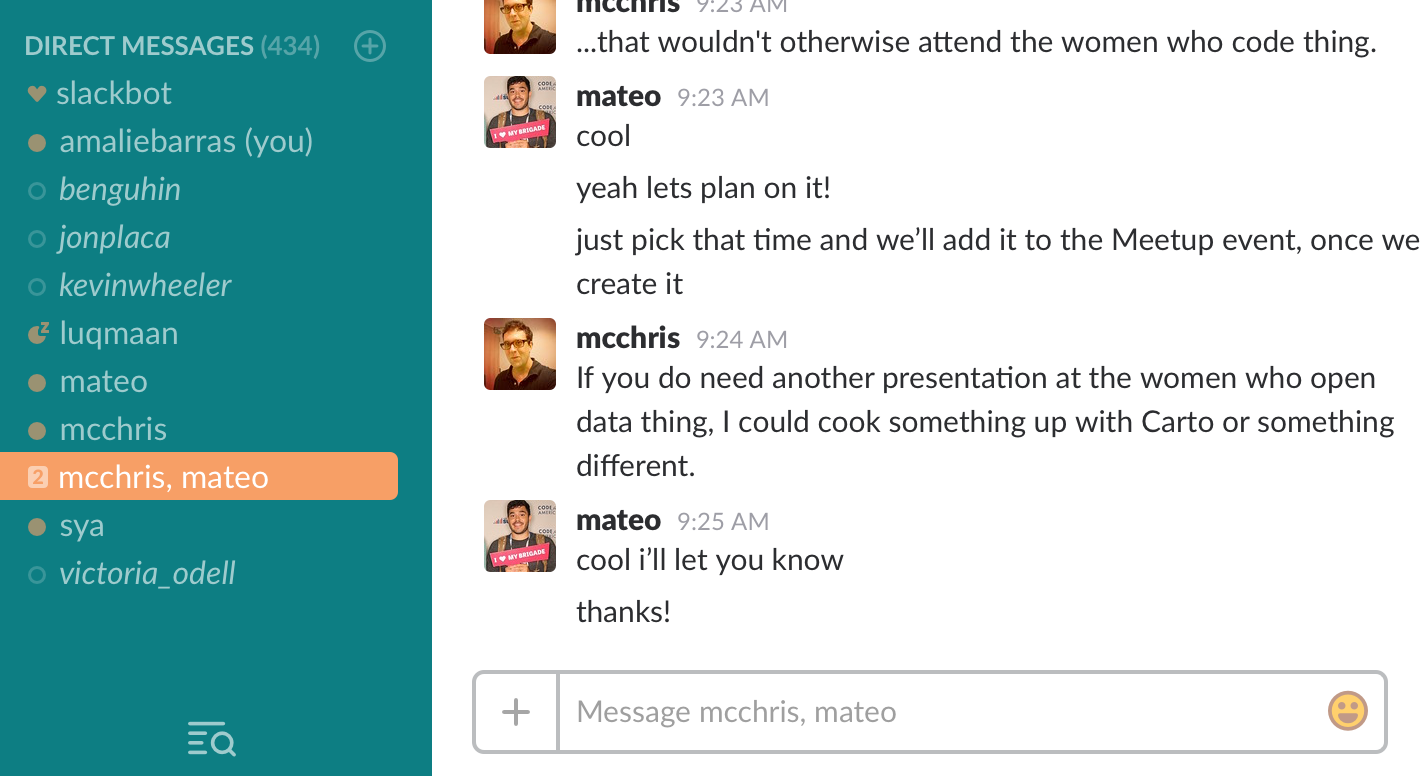 DIRECT MESSAGES (434)
slackbot
amaliebarras (you)
benguhin
jonplaca
kevinwheeler
luqmaan
mateo
mcchris
2 mcchris, mateo
sya
victoria_odell
mcchris 9:23 AM
...that wouldn't otherwise attend the women who code thing.
mateo 9:23 AM
cool
yeah lets plan on it!
just pick that time and we’ll add it to the Meetup event, once we
create it
mcchris 9:24 AM
If you do need another presentation at the women who open
data thing, I could cook something up with Carto or something
different.
mateo 9:25 AM
cool i’ll let you know
thanks!
Message mcchris, mateo
I ♥ MY BRIGADE
I ♥ MY BRIGADE